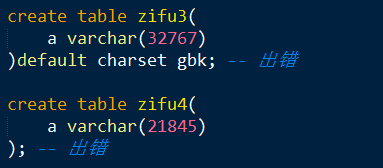 create table zifu3(
    a varchar(32767)
)default charset gbk; -- 出错
create table zifu4(
    a varchar(21845)
); -- 出错